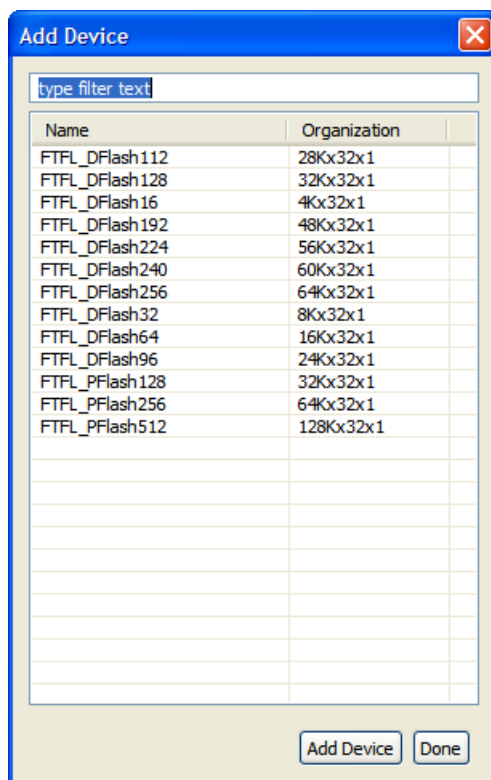 Add Device
type filter text
Name Organization
FTFL_DFlash112 28Kx32x1
FTFL_DFlash128 32Kx32x1
FTFL_DFlash16 4Kx32x1
FTFL_DFlash192 48Kx32x1
FTFL_DFlash224 56Kx32x1
FTFL_DFlash240 60Kx32x1
FTFL_DFlash256 64Kx32x1
FTFL_DFlash32 8Kx32x1
FTFL_DFlash64 16Kx32x1
FTFL_DFlash96 24Kx32x1
FTFL_PFlash128 32Kx32x1
FTFL_PFlash256 64Kx32x1
FTFL_PFlash512 128Kx32x1
Add Device Done